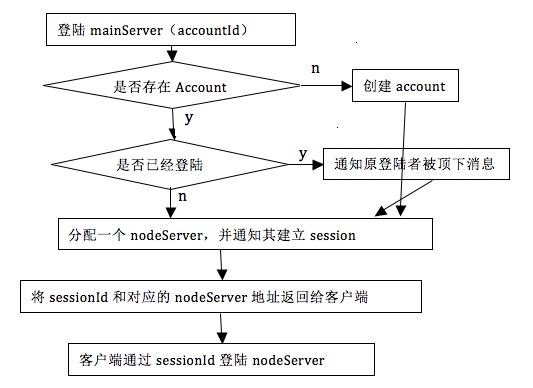 登陆 mainServer（accountId）
是否存在 Account
n
创建 account
y
是否已经登陆
y
通知原登陆者被顶下消息
n
分配一个 nodeServer，并通知其建立 session
将 sessionId 和对应的 nodeServer 地址返回给客户端
客户端通过 sessionId 登陆 nodeServer